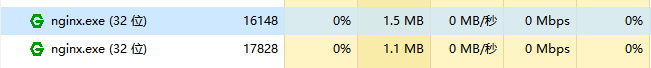 nginx.exe (32 位) 16148 0% 1.5 MB 0 MB/秒 0 Mbps 0%
nginx.exe (32 位) 17828 0% 1.1 MB 0 MB/秒 0 Mbps 0%